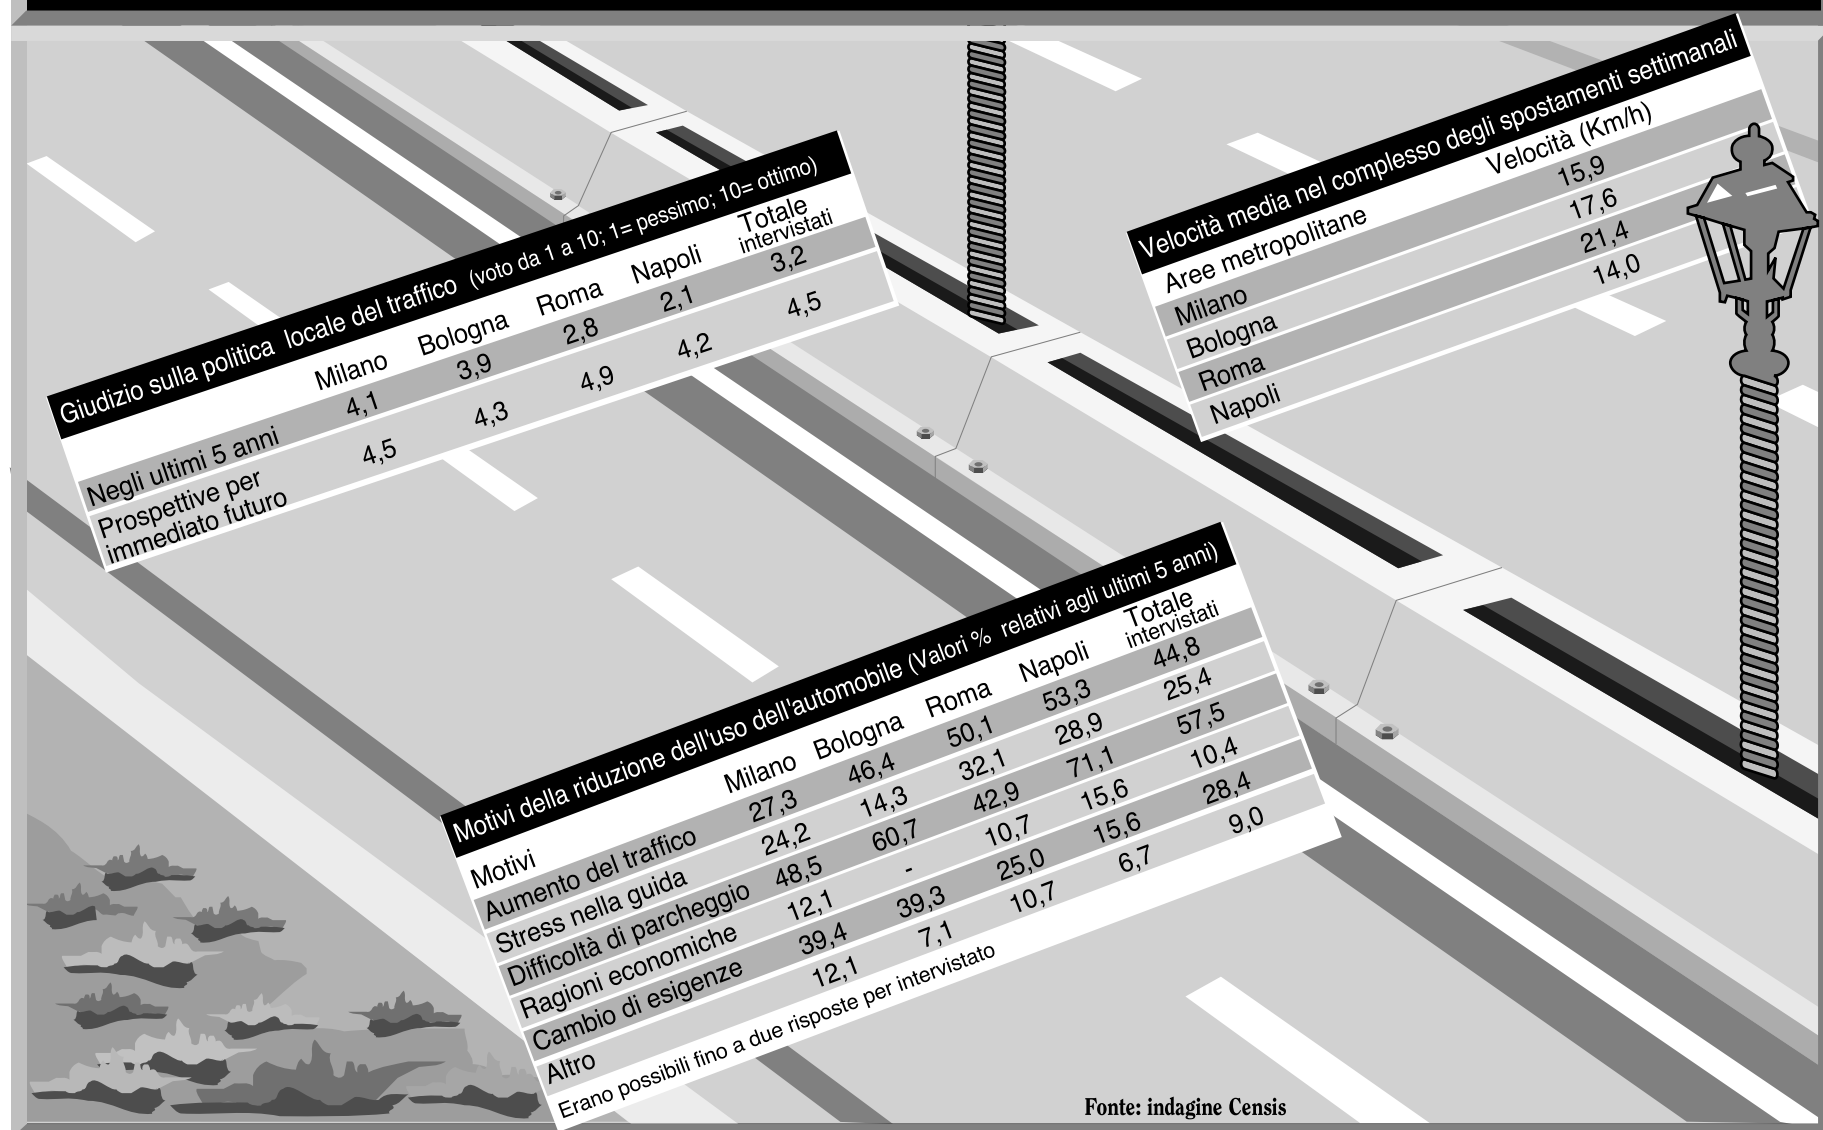 Giudizio sulla politica locale del traffico (voto da 1 a 10; 1= pessimo; 10= ottimo)
Milano Bologna Roma Napoli Totale intervistati
Negli ultimi 5 anni 4,1 3,9 2,8 2,1 3,2
Prospettive per
immediato futuro 4,5 4,3 4,9 4,2 4,5
Velocità media nel complesso degli spostamenti settimanali
Aree metropolitane Velocità (Km/h)
Milano 15,9
Bologna 17,6
Roma 21,4
Napoli 14,0
Motivi della riduzione dell'uso dell'automobile (Valori % relativi agli ultimi 5 anni)
Motivi Milano Bologna Roma Napoli Totale intervistati
Aumento del traffico 27,3 46,4 50,1 53,3 44,8
Stress nella guida 24,2 14,3 32,1 28,9 25,4
Difficoltà di parcheggio 48,5 60,7 42,9 71,1 57,5
Ragioni economiche 12,1 - 10,7 15,6 10,4
Cambio di esigenze 39,4 39,3 25,0 15,6 28,4
Altro 12,1 7,1 10,7 6,7 9,0
Erano possibili fino a due risposte per intervistato
Fonte: indagine Censis